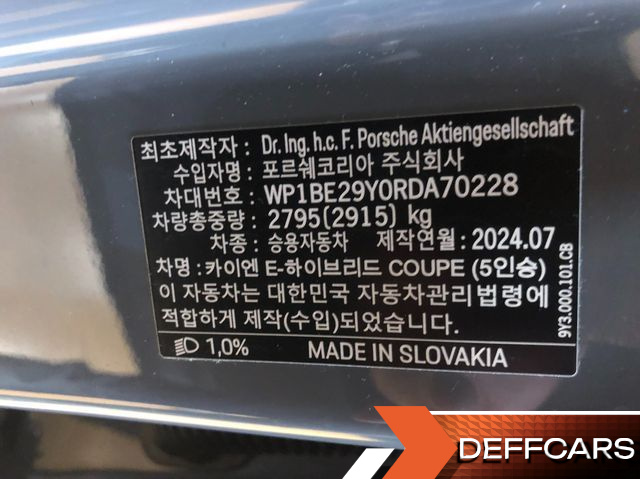 최초제작자 : Dr. Ing. h.c. F. Porsche Aktiengesellschaft
수입자명 : 포르쉐코리아 주식회사
차대번호 : WP1BE29Y0RDA70228
차량총중량 : 2795(2915) kg
차종 : 승용자동차 제작연월 : 2024.07
차명 : 카이엔 E-하이브리드 COUPE (5인승)
이 자동차는 대한민국 자동차관리법령에
적합하게 제작(수입)되었습니다.
1,0% MADE IN SLOVAKIA
9Y3.000.101.CB
DEFFCARS